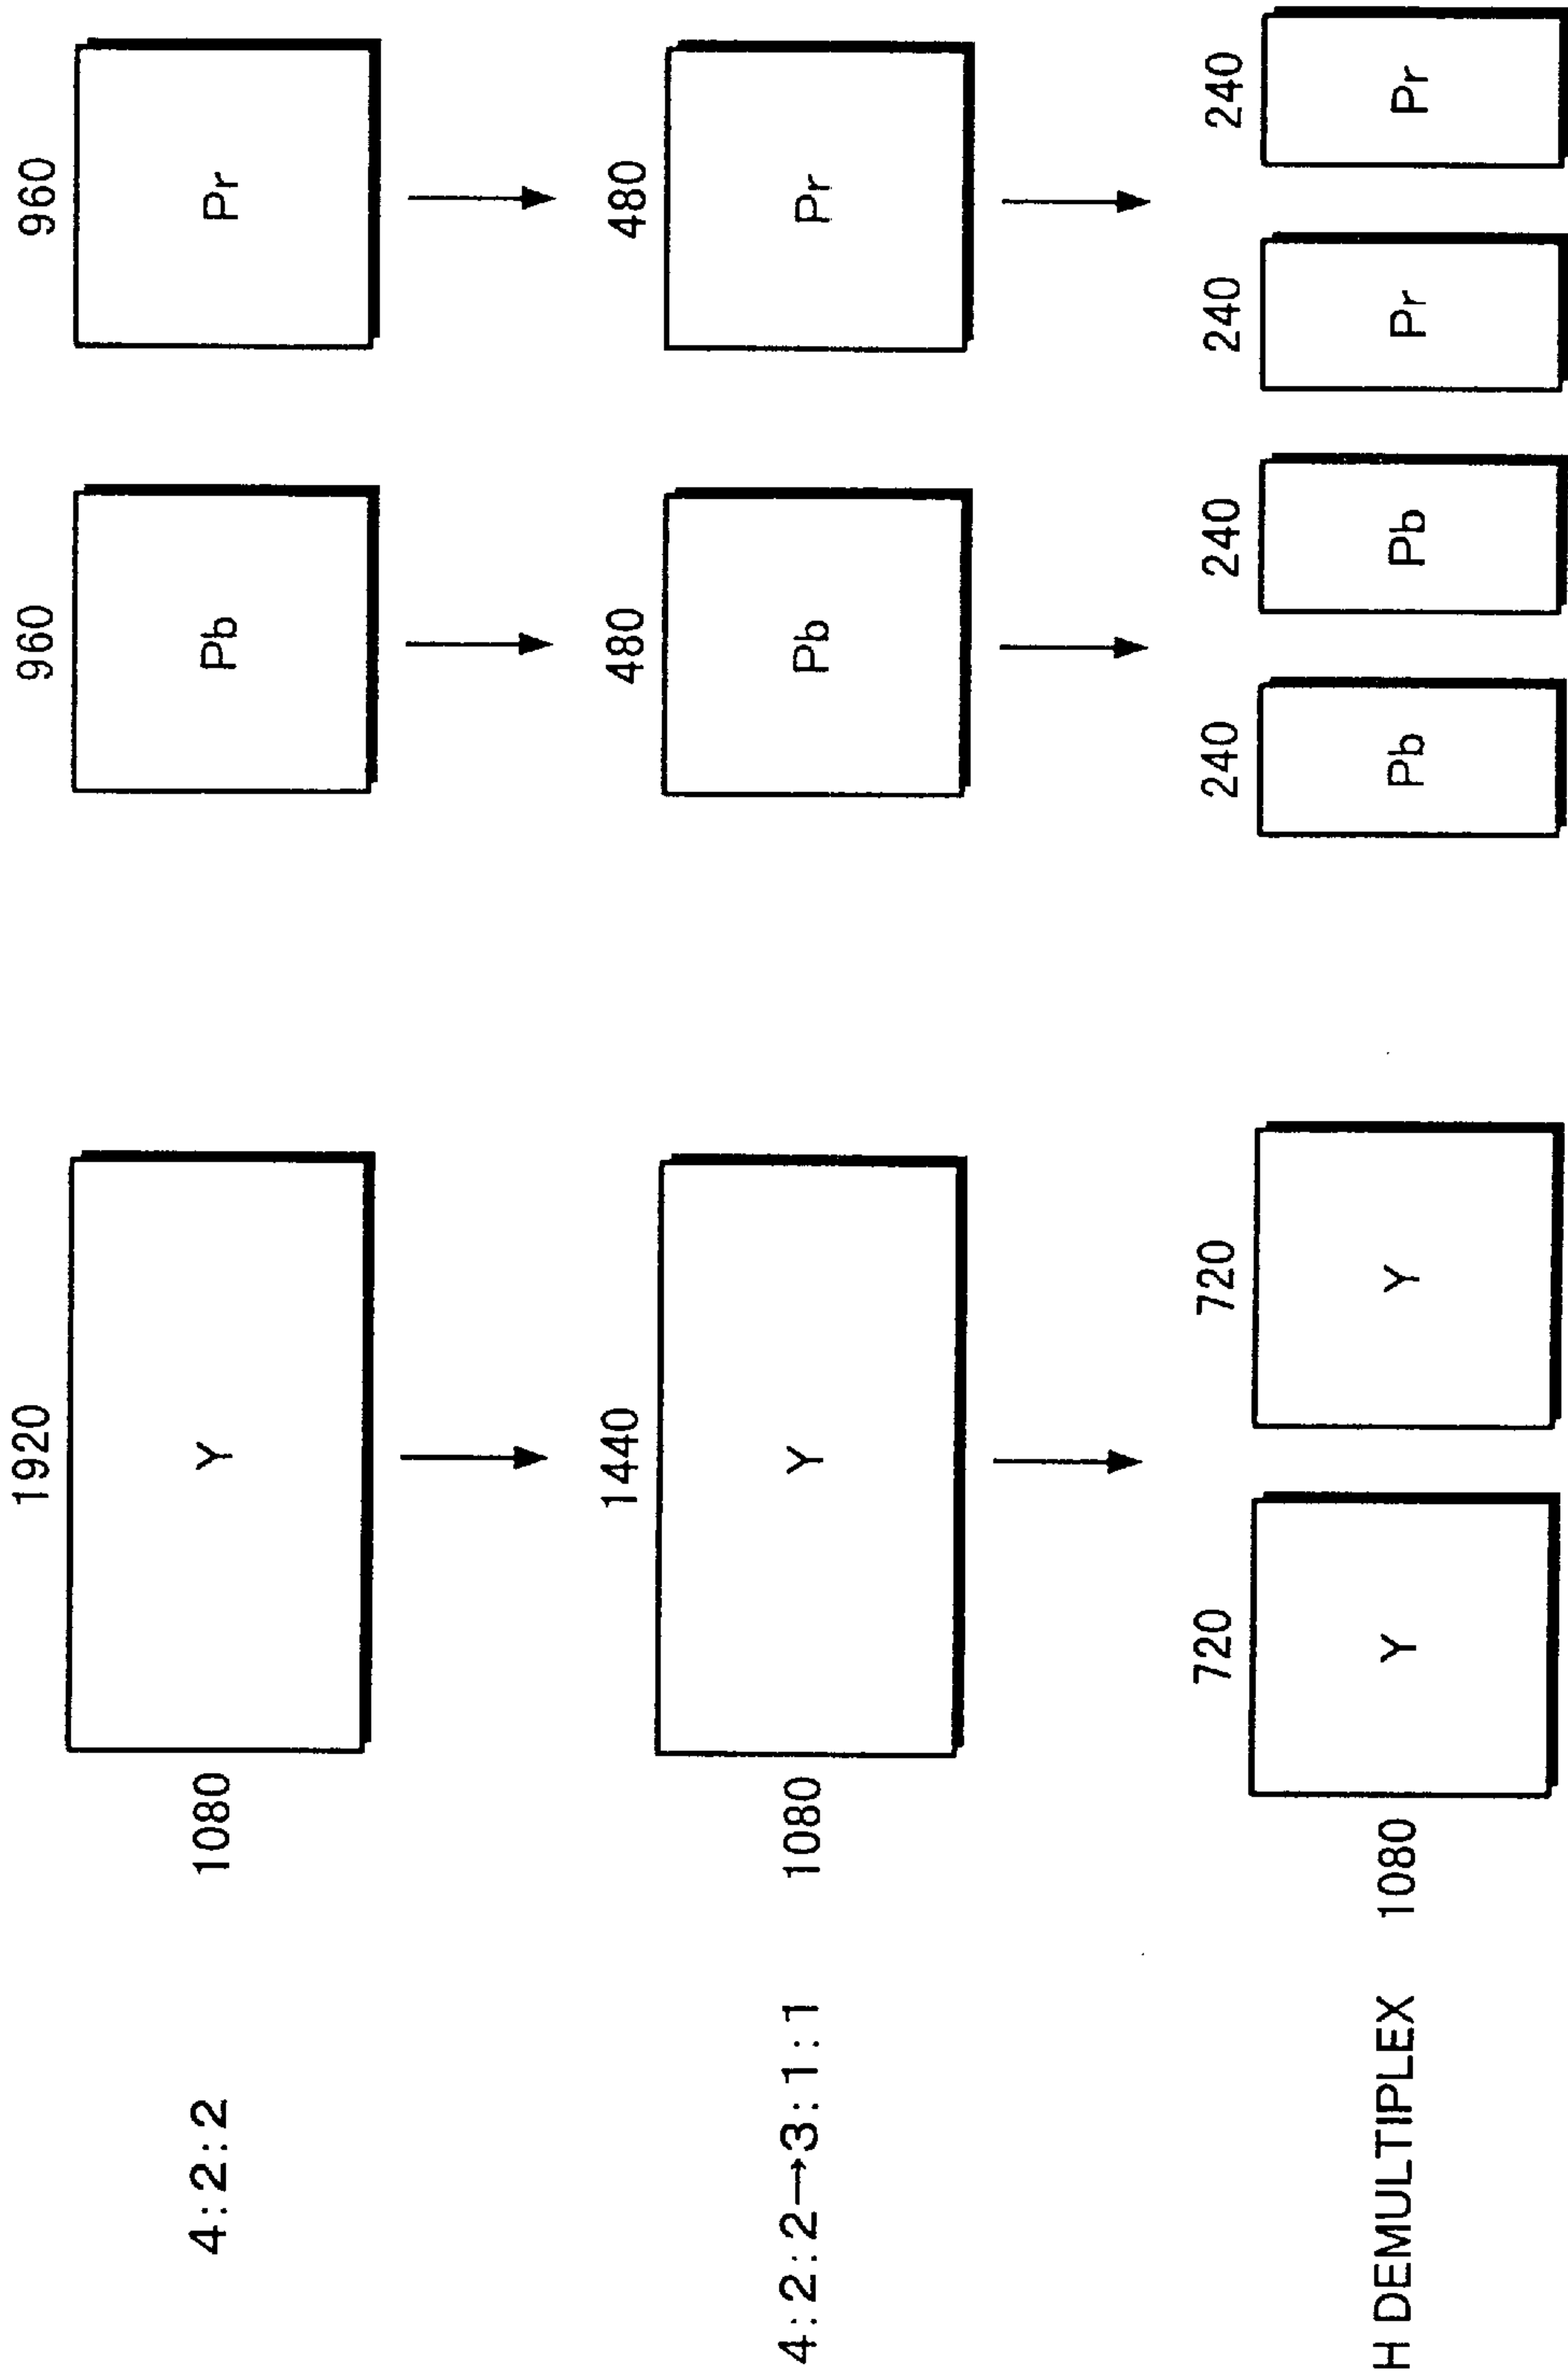 1920 960 960
4:2:2 1080 Y Pb Pr
1440 480 480
4:2:2→3:1:1 1080 Y Pb Pr
720 720 240 240 240 240
H DEMULTIPLEX 1080 Y Y Pb Pb Pr Pr